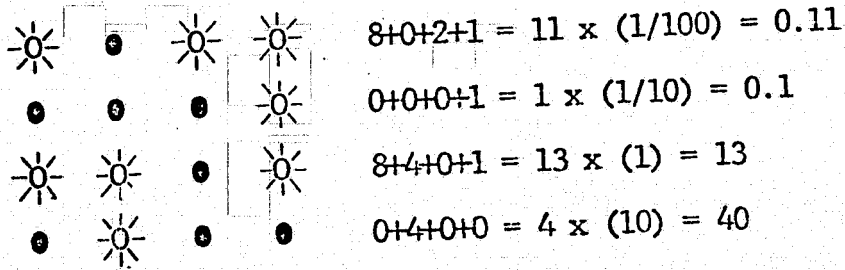 8+0+2+1 = 11 x (1/100) = 0.11
0+0+0+1 = 1 x (1/10) = 0.1
8+4+0+1 = 13 x (1) = 13
0+4+0+0 = 4 x (10) = 40